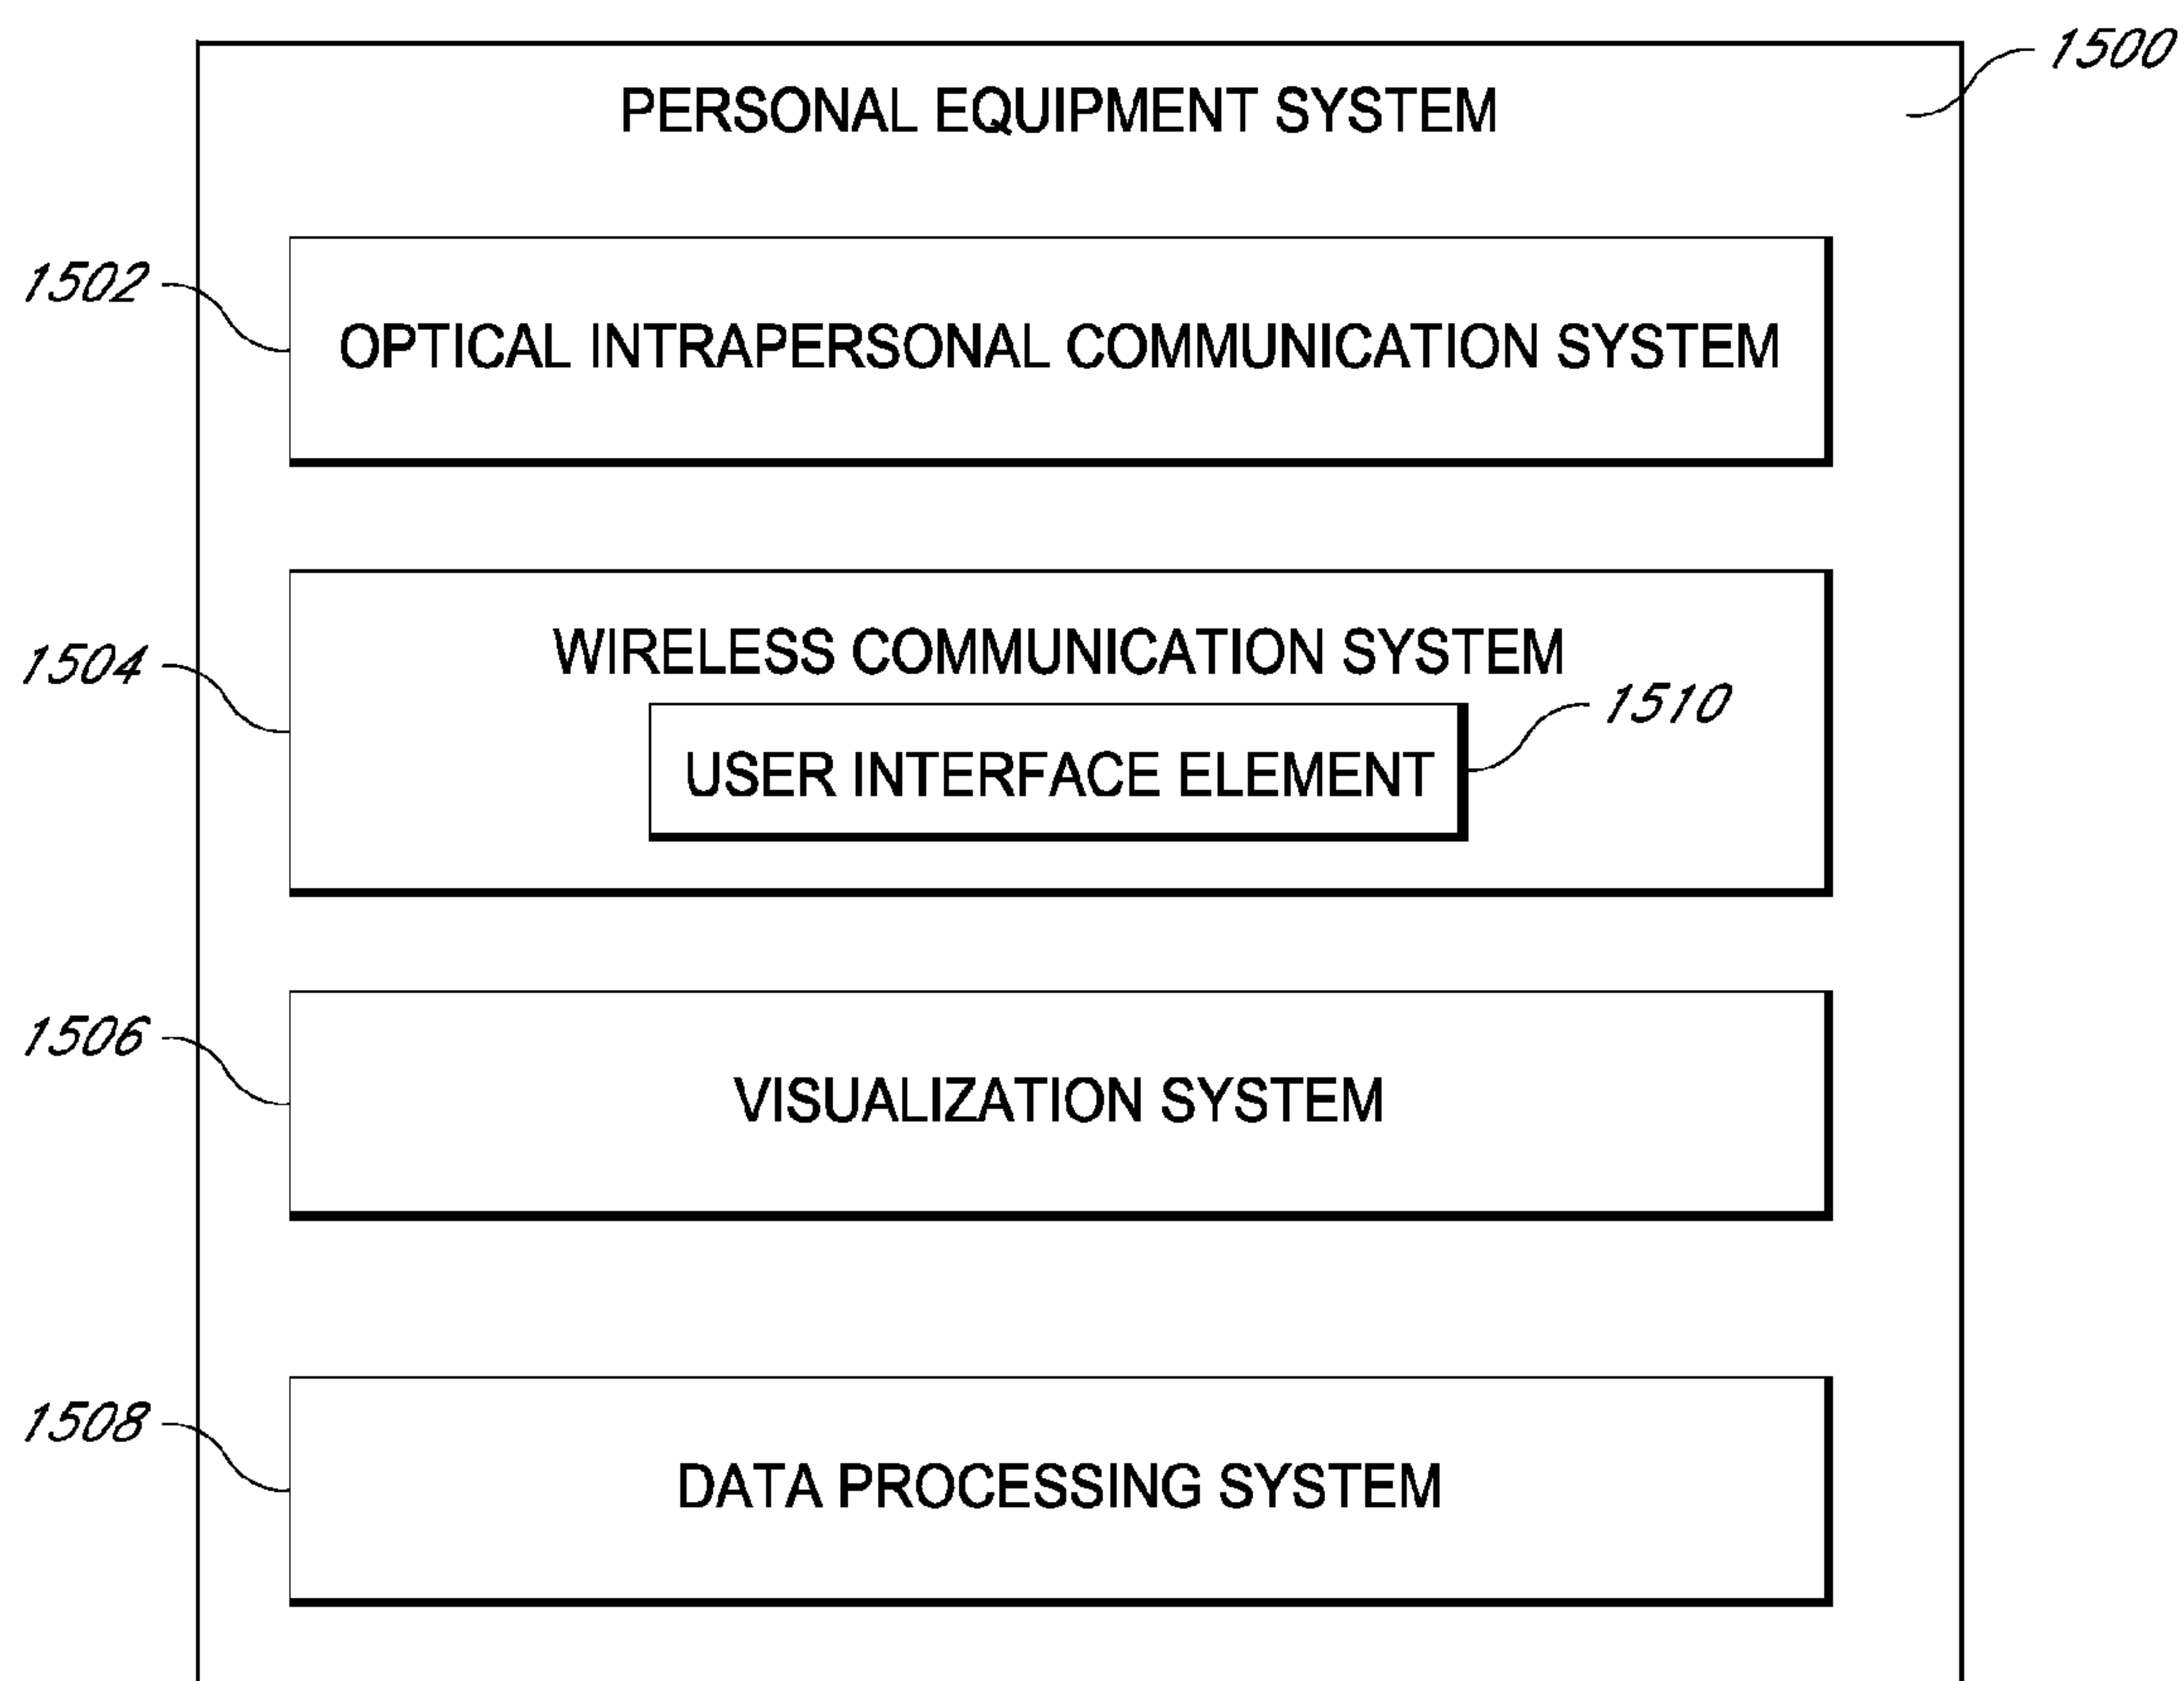 1500
PERSONAL EQUIPMENT SYSTEM
1502
OPTICAL INTRAPERSONAL COMMUNICATION SYSTEM
1504
WIRELESS COMMUNICATION SYSTEM
1510
USER INTERFACE ELEMENT
1506
VISUALIZATION SYSTEM
1508
DATA PROCESSING SYSTEM